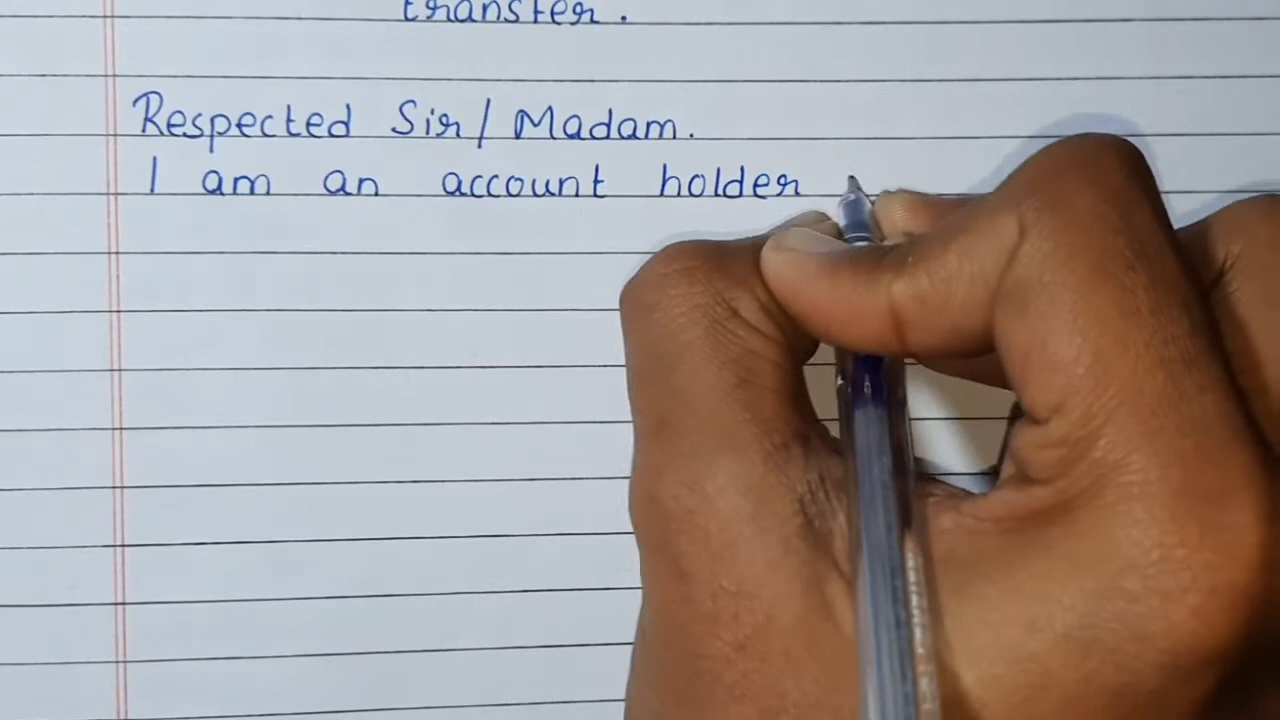 transfer.
Respected Sir/Madam.
I am an account holder